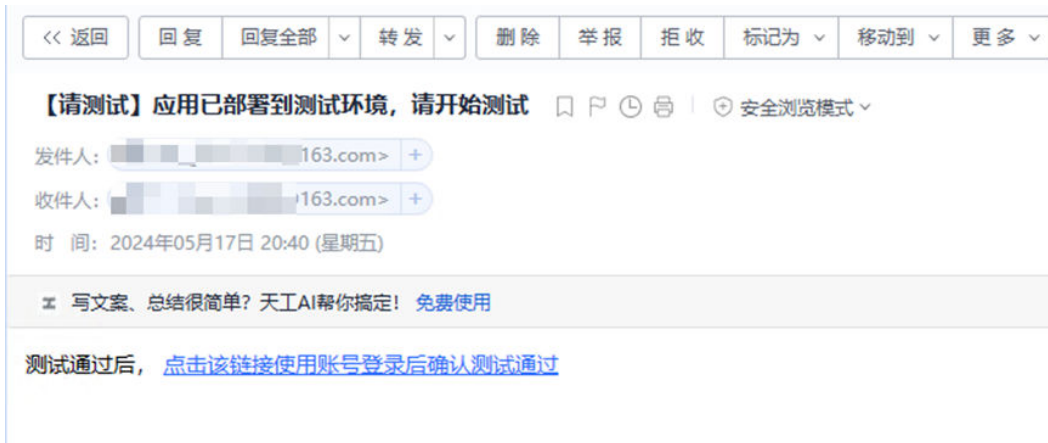 << 返回 回复 回复全部 转发 删除 举报 拒收 标记为 移动到 更多
【请测试】应用已部署到测试环境，请开始测试 安全浏览模式
发件人： 163.com> +
收件人： 163.com> +
时 间： 2024年05月17日 20:40 (星期五)
写文案、总结很简单？天工AI帮你搞定！ 免费使用
测试通过后， 点击该链接使用账号登录后确认测试通过